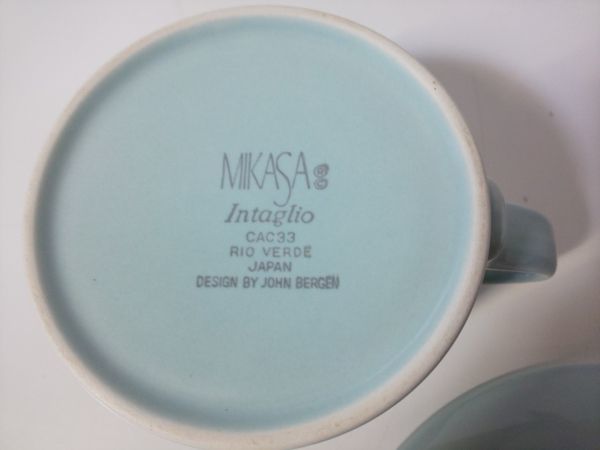 MIKASA
Intaglio
CAC33
RIO VERDE
JAPAN
DESIGN BY JOHN BERGEN